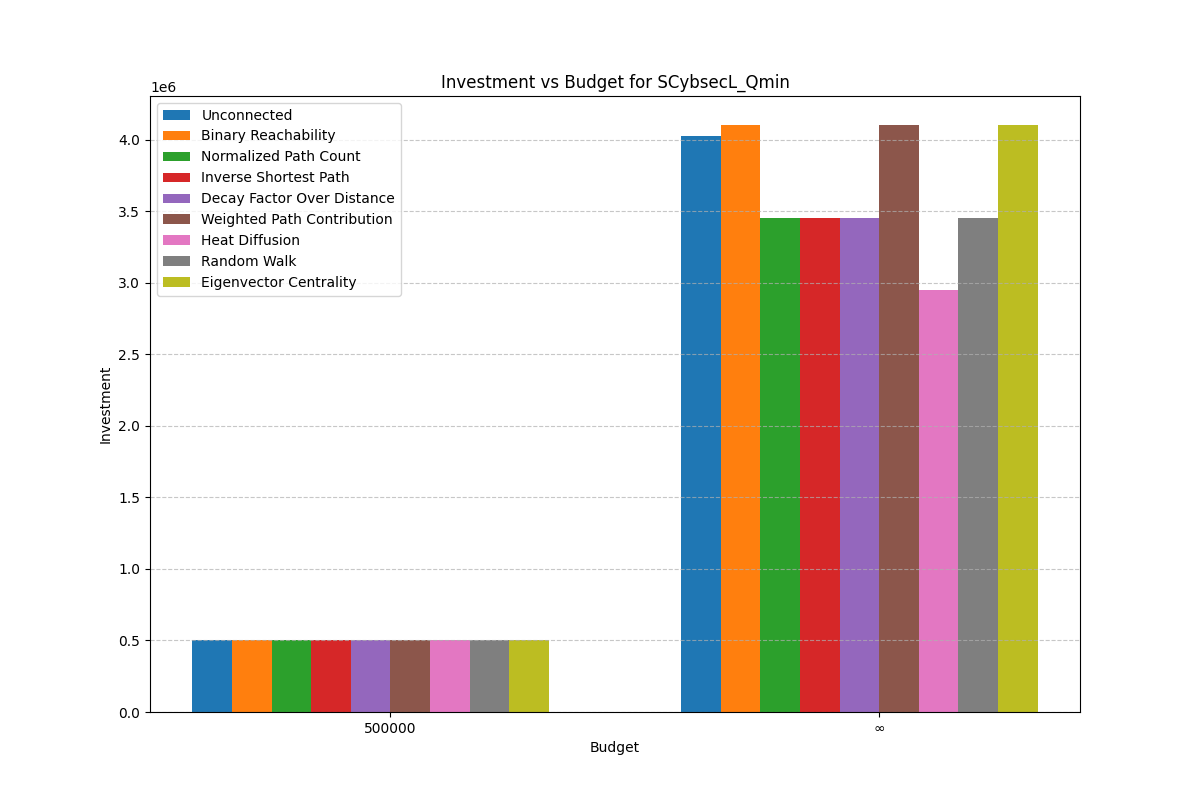 Investment vs Budget for SCybsecL_Qmin
1e6
Unconnected
Binary Reachability
Normalized Path Count
Inverse Shortest Path
Decay Factor Over Distance
Weighted Path Contribution
Heat Diffusion
Random Walk
Eigenvector Centrality
4.0
3.5
3.0
2.5
2.0
1.5
1.0
0.5
0.0
Investment
500000
∞
Budget